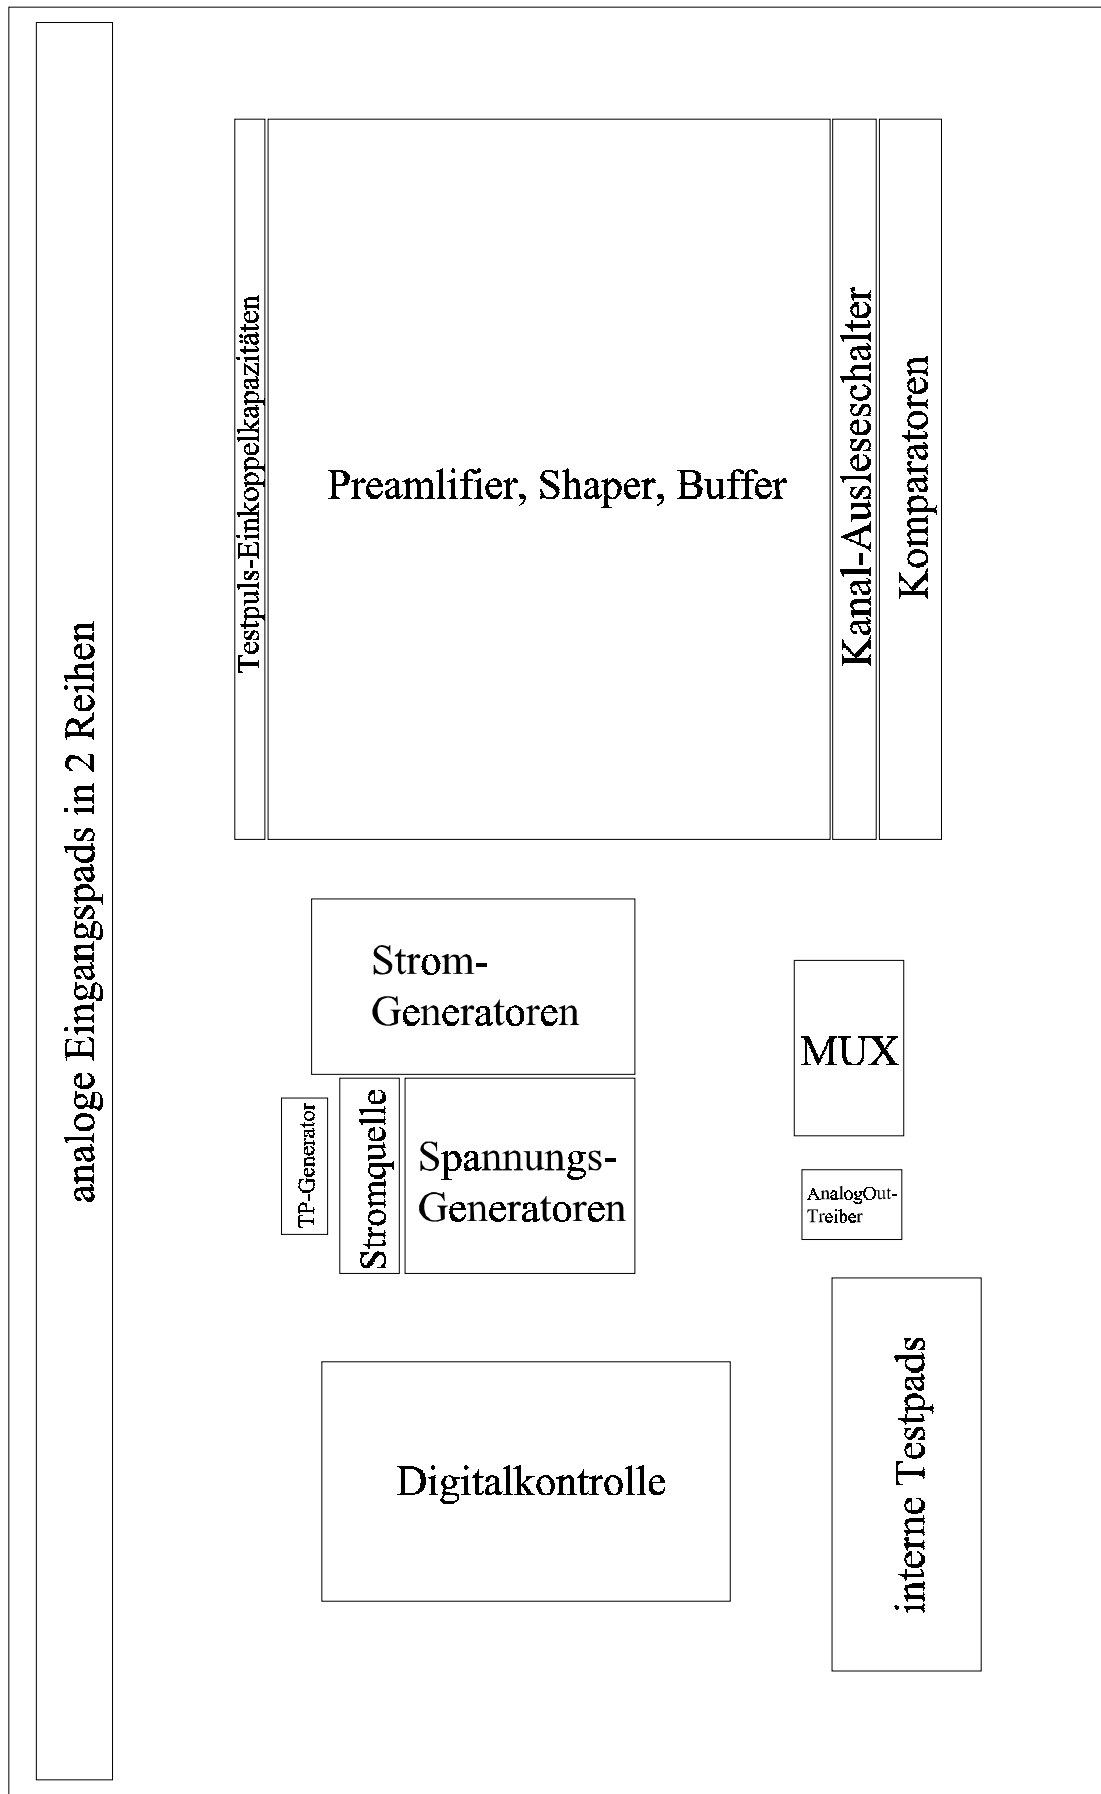 analoge Eingangspads in 2 Reihen
Testpuls-Einkoppelkapazitäten
Preamlifier, Shaper, Buffer
Kanal-Ausleseschalter
Komparatoren
Strom-
Generatoren
MUX
TP-Generator
Stromquelle
Spannungs-
Generatoren
AnalogOut-
Treiber
Digitalkontrolle
interne Testpads